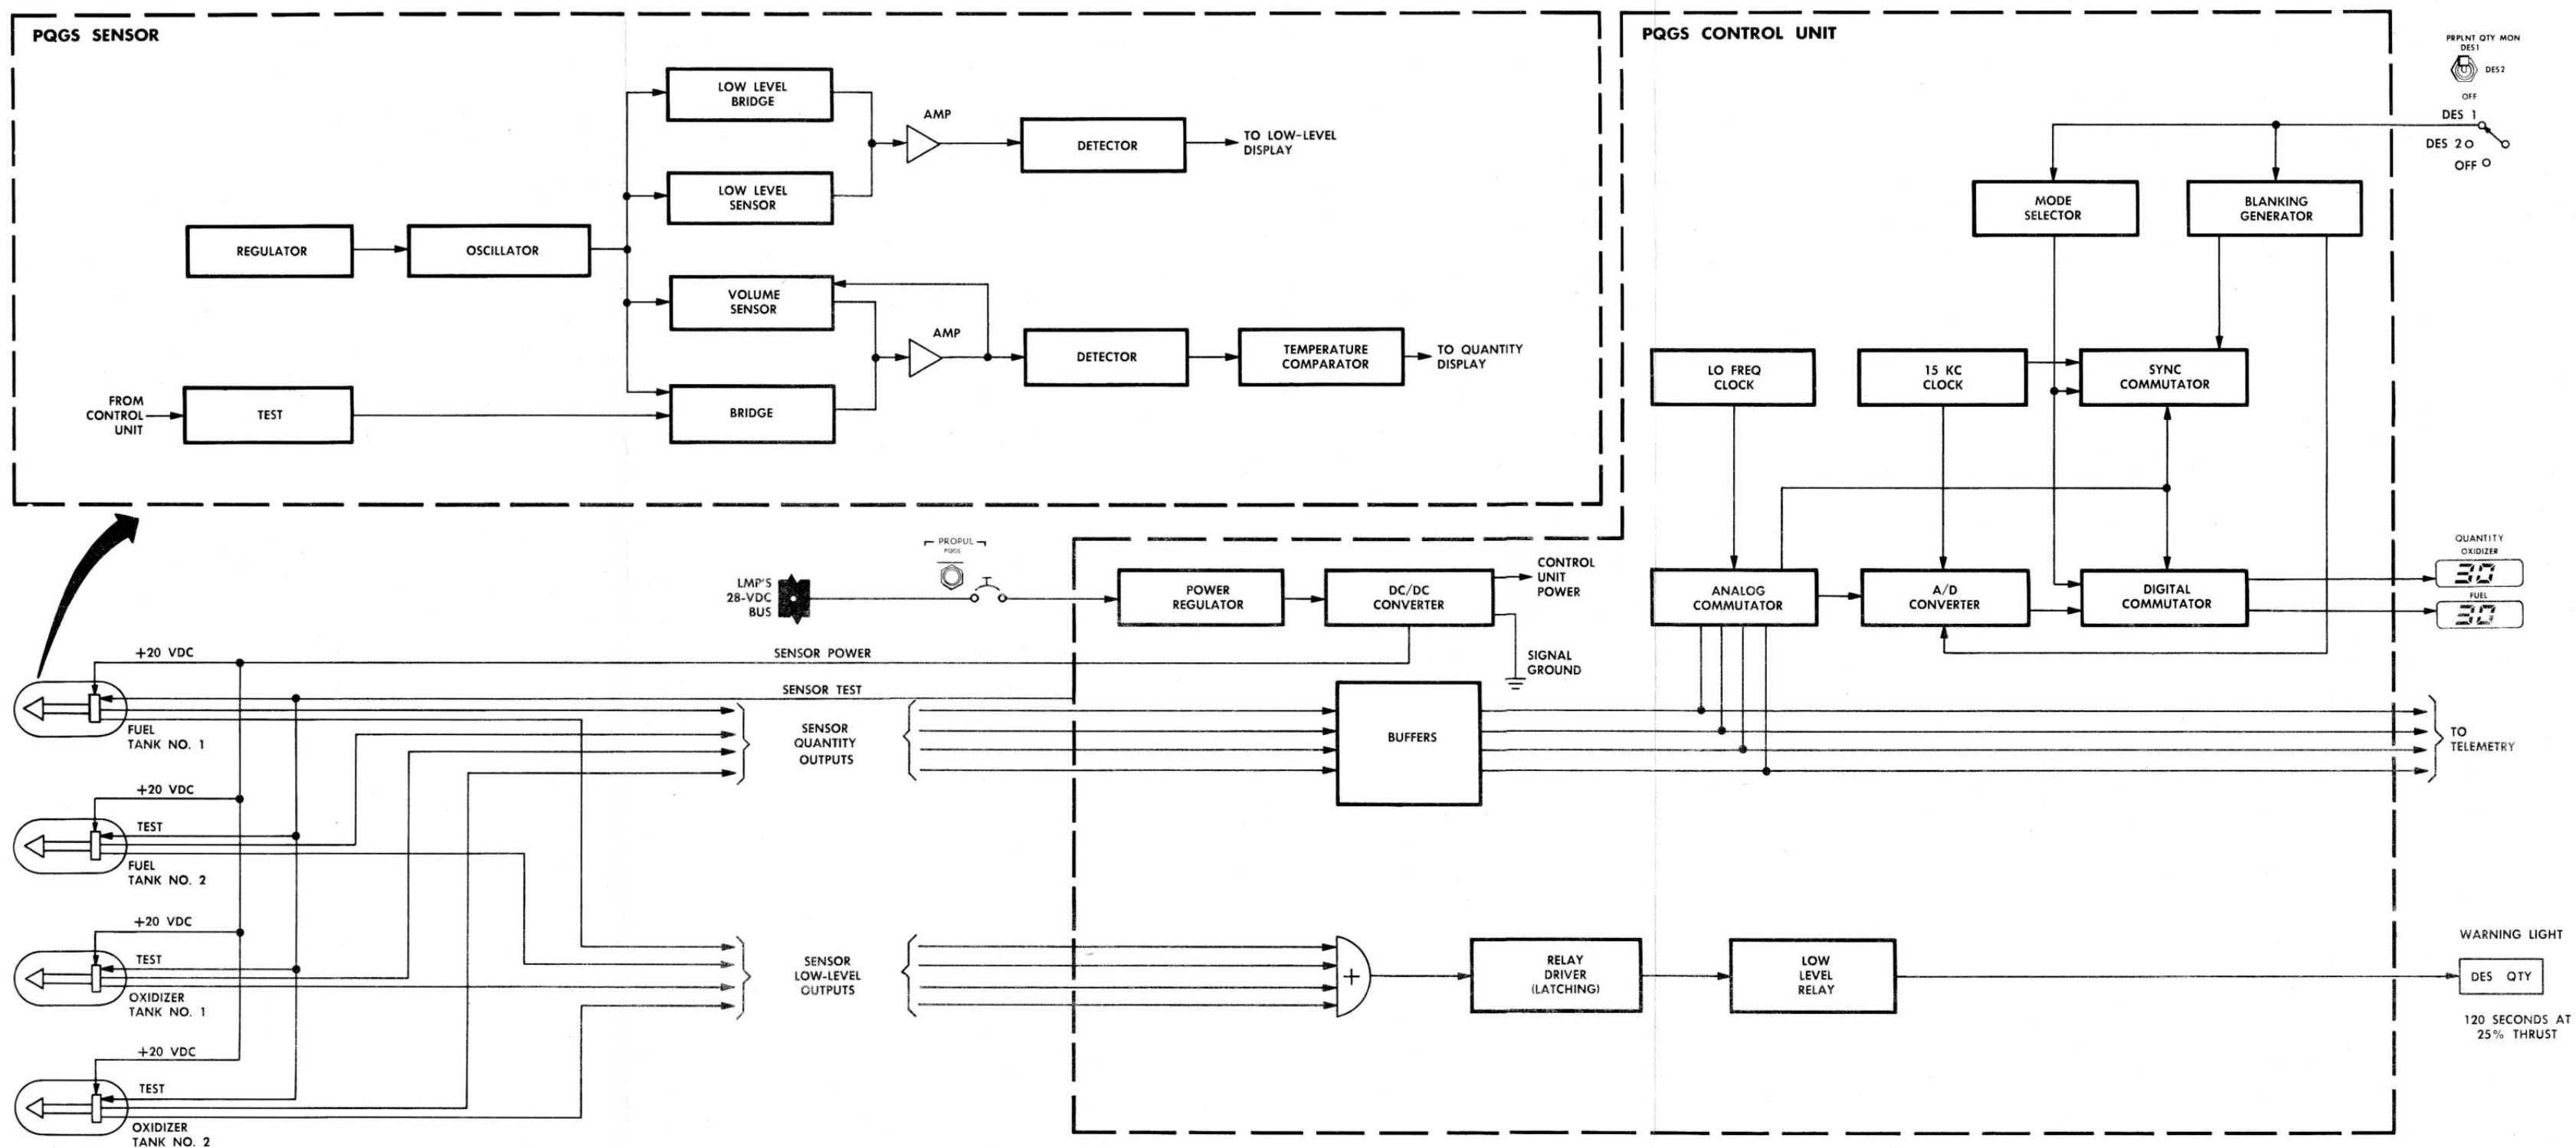 PQGS SENSOR
LOW LEVEL
BRIDGE
AMP
DETECTOR
TO LOW-LEVEL
DISPLAY
LOW LEVEL
SENSOR
REGULATOR
OSCILLATOR
VOLUME
SENSOR
AMP
DETECTOR
TEMPERATURE
COMPARATOR
TO QUANTITY
DISPLAY
FROM
CONTROL
UNIT
TEST
BRIDGE
PQGS CONTROL UNIT
PRPLNT QTY MON
DES1
DES2
OFF
DES 1
DES 2
OFF
MODE
SELECTOR
BLANKING
GENERATOR
LO FREQ
CLOCK
15 KC
CLOCK
SYNC
COMMUTATOR
PROPUL
PQGS
LMP'S
28-VDC
BUS
POWER
REGULATOR
DC/DC
CONVERTER
CONTROL
UNIT
POWER
SIGNAL
GROUND
ANALOG
COMMUTATOR
A/D
CONVERTER
DIGITAL
COMMUTATOR
QUANTITY
OXIDIZER
30
FUEL
30
+20 VDC
SENSOR POWER
SENSOR TEST
FUEL
TANK NO. 1
SENSOR
QUANTITY
OUTPUTS
BUFFERS
TO
TELEMETRY
+20 VDC
TEST
FUEL
TANK NO. 2
+20 VDC
TEST
OXIDIZER
TANK NO. 1
SENSOR
LOW-LEVEL
OUTPUTS
+
RELAY
DRIVER
(LATCHING)
LOW
LEVEL
RELAY
WARNING LIGHT
DES QTY
120 SECONDS AT
25% THRUST
+20 VDC
TEST
OXIDIZER
TANK NO. 2